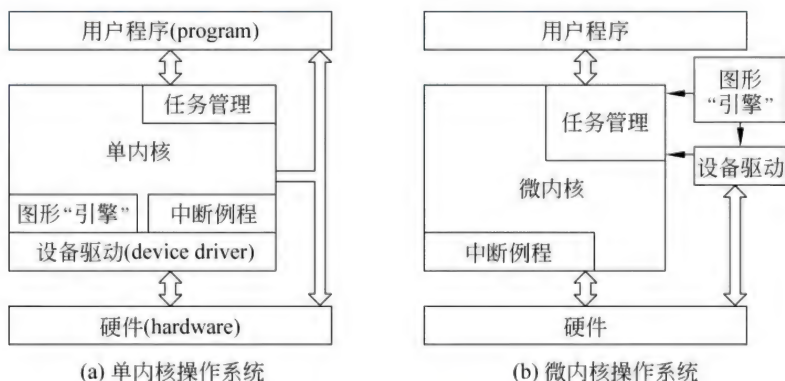 用户程序(program)
任务管理
单内核
图形“引擎”
中断例程
设备驱动(device driver)
硬件(hardware)
(a) 单内核操作系统
用户程序
图形
“引擎”
任务管理
设备驱动
微内核
中断例程
硬件
(b) 微内核操作系统